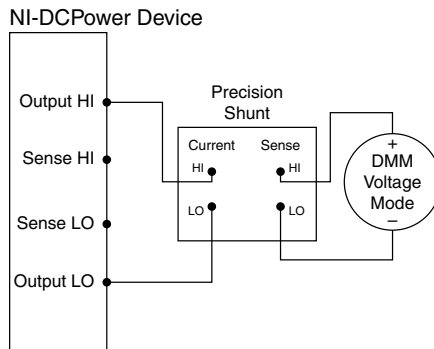 NI-DCPower Device
Output HI
Sense HI
Sense LO
Output LO
Precision
Shunt
Current
Sense
HI
HI
LO
LO
+
DMM
Voltage
Mode
–